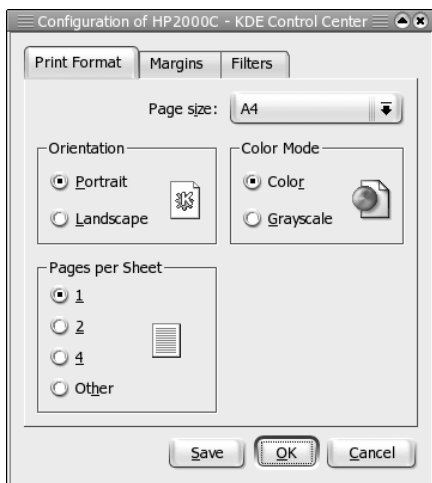 Configuration of HP2000C - KDE Control Center
Print Format Margins Filters
Page size: A4
Orientation
Portrait
Landscape
Color Mode
Color
Grayscale
Pages per Sheet
1
2
4
Other
Save OK Cancel